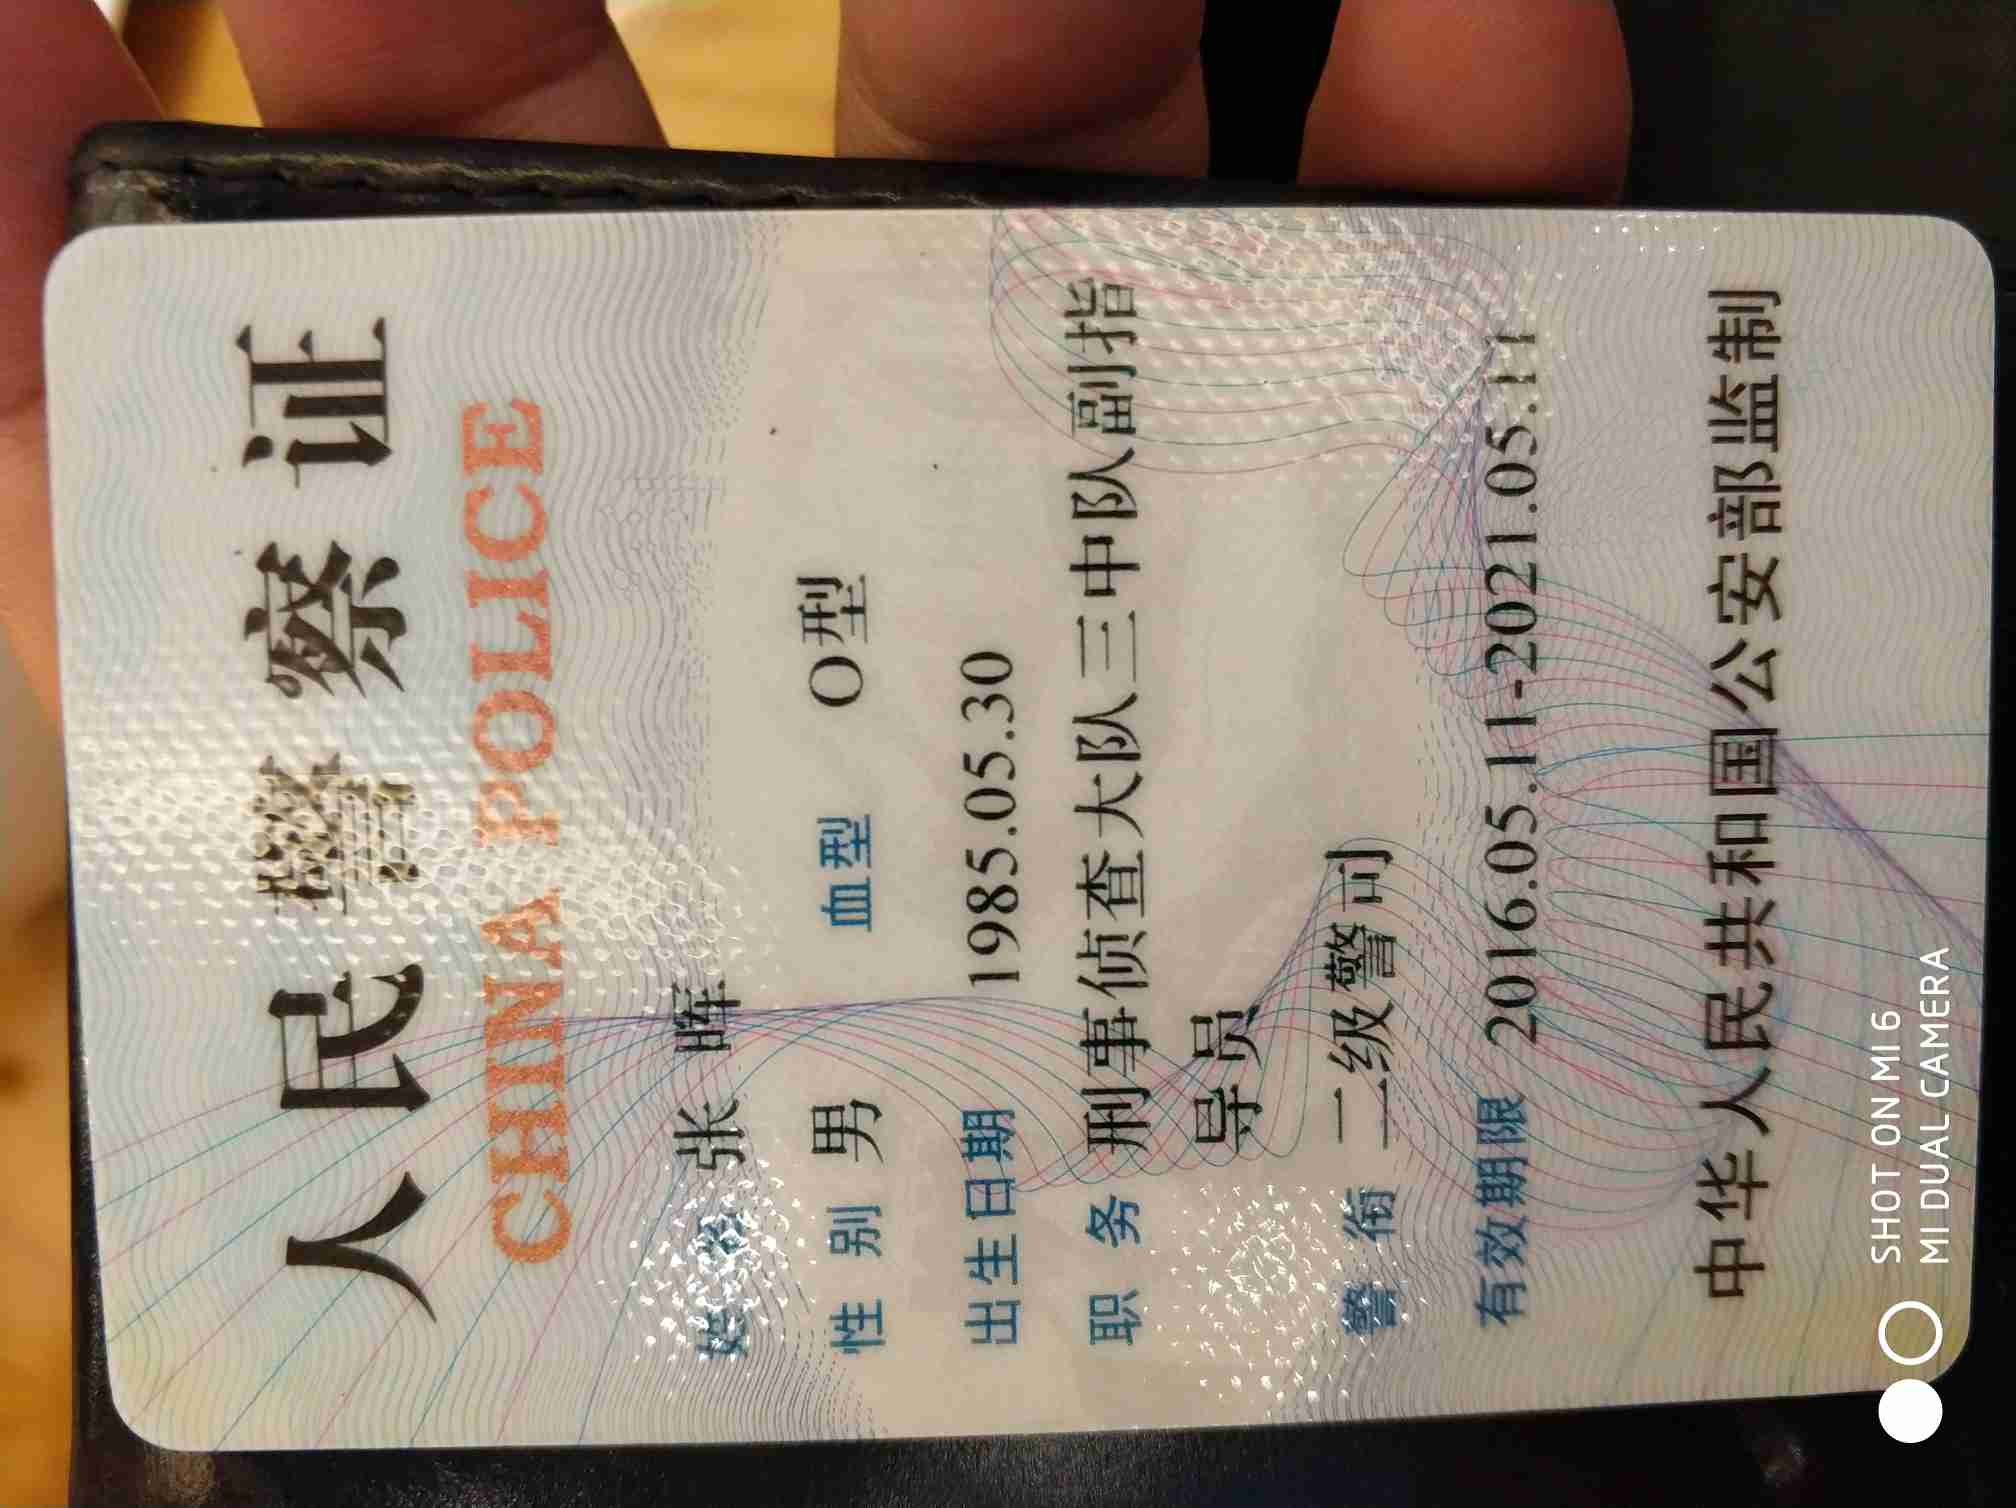 人民警察证
CHINA POLICE
姓名 张 晖
性别 男 血型 O型
出生日期 1985.05.30
职务 刑事侦查大队三中队副指
导员
警衔 二级警司
有效期限 2016.05.11-2021.05.11
中华人民共和国公安部监制
SHOT ON MI 6
MI DUAL CAMERA